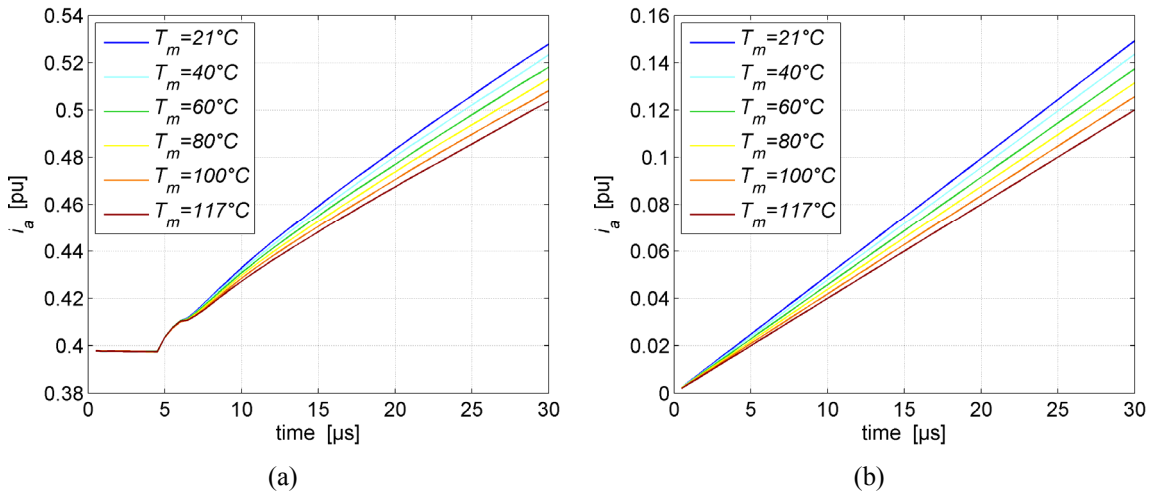 0.54
0.52
0.5
0.48
0.46
0.44
0.42
0.4
0.38
i_a [pu]
T_m=21°C
T_m=40°C
T_m=60°C
T_m=80°C
T_m=100°C
T_m=117°C
0 5 10 15 20 25 30
time [µs]
(a)
0.16
0.14
0.12
0.1
0.08
0.06
0.04
0.02
0
i_a [pu]
T_m=21°C
T_m=40°C
T_m=60°C
T_m=80°C
T_m=100°C
T_m=117°C
0 5 10 15 20 25 30
time [µs]
(b)